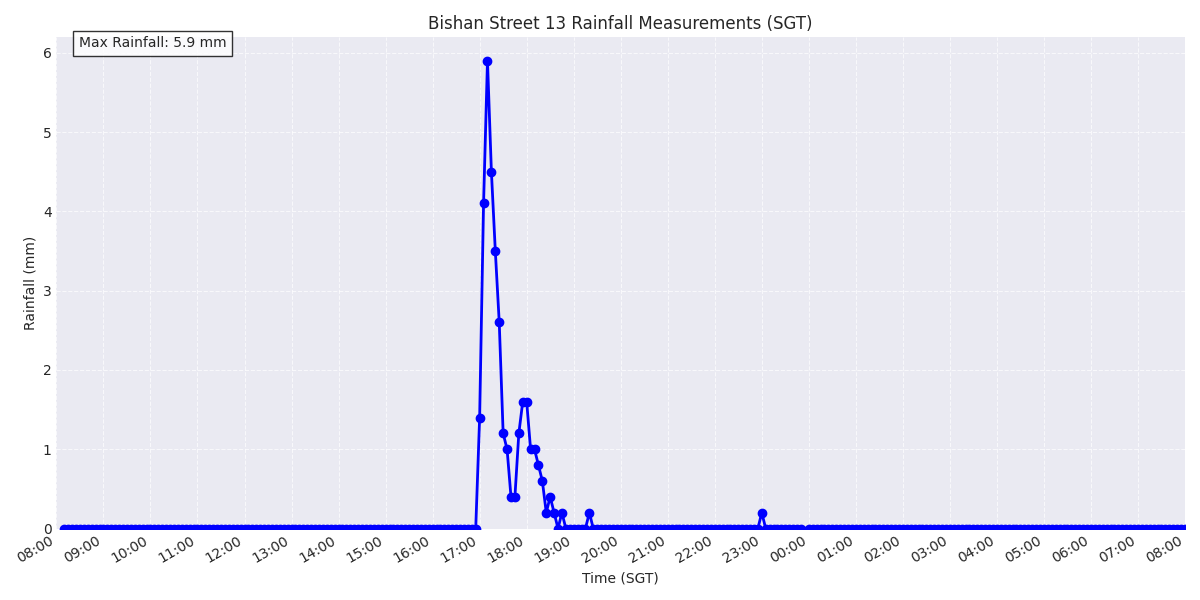 Bishan Street 13 Rainfall Measurements (SGT)
Max Rainfall: 5.9 mm
6
5
4
3
2
1
0
Rainfall (mm)
08:00 09:00 10:00 11:00 12:00 13:00 14:00 15:00 16:00 17:00 18:00 19:00 20:00 21:00 22:00 23:00 00:00 01:00 02:00 03:00 04:00 05:00 06:00 07:00 08:00
Time (SGT)